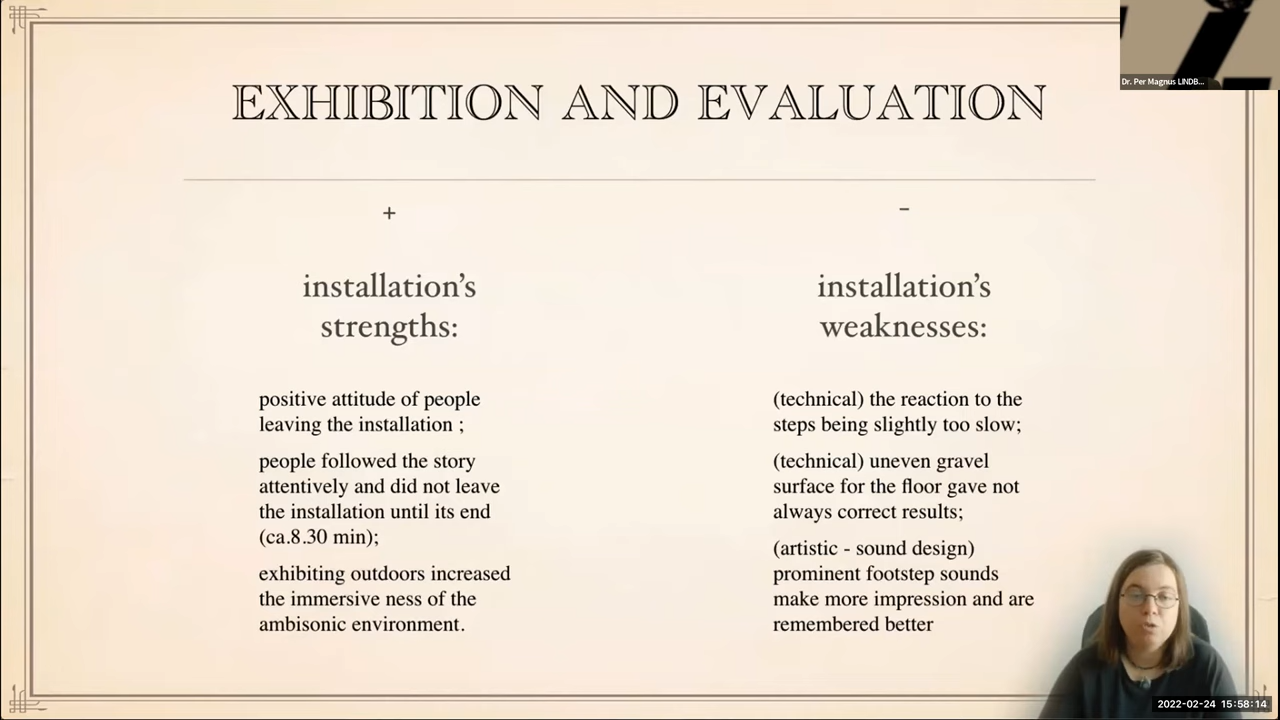 Dr. Per Magnus LINDB...
EXHIBITION AND EVALUATION
+
installation’s
strengths:
positive attitude of people
leaving the installation ;
people followed the story
attentively and did not leave
the installation until its end
(ca.8.30 min);
exhibiting outdoors increased
the immersive ness of the
ambisonic environment.
-
installation’s
weaknesses:
(technical) the reaction to the
steps being slightly too slow;
(technical) uneven gravel
surface for the floor gave not
always correct results;
(artistic - sound design)
prominent footstep sounds
make more impression and are
remembered better
2022-02-24 15:58:14